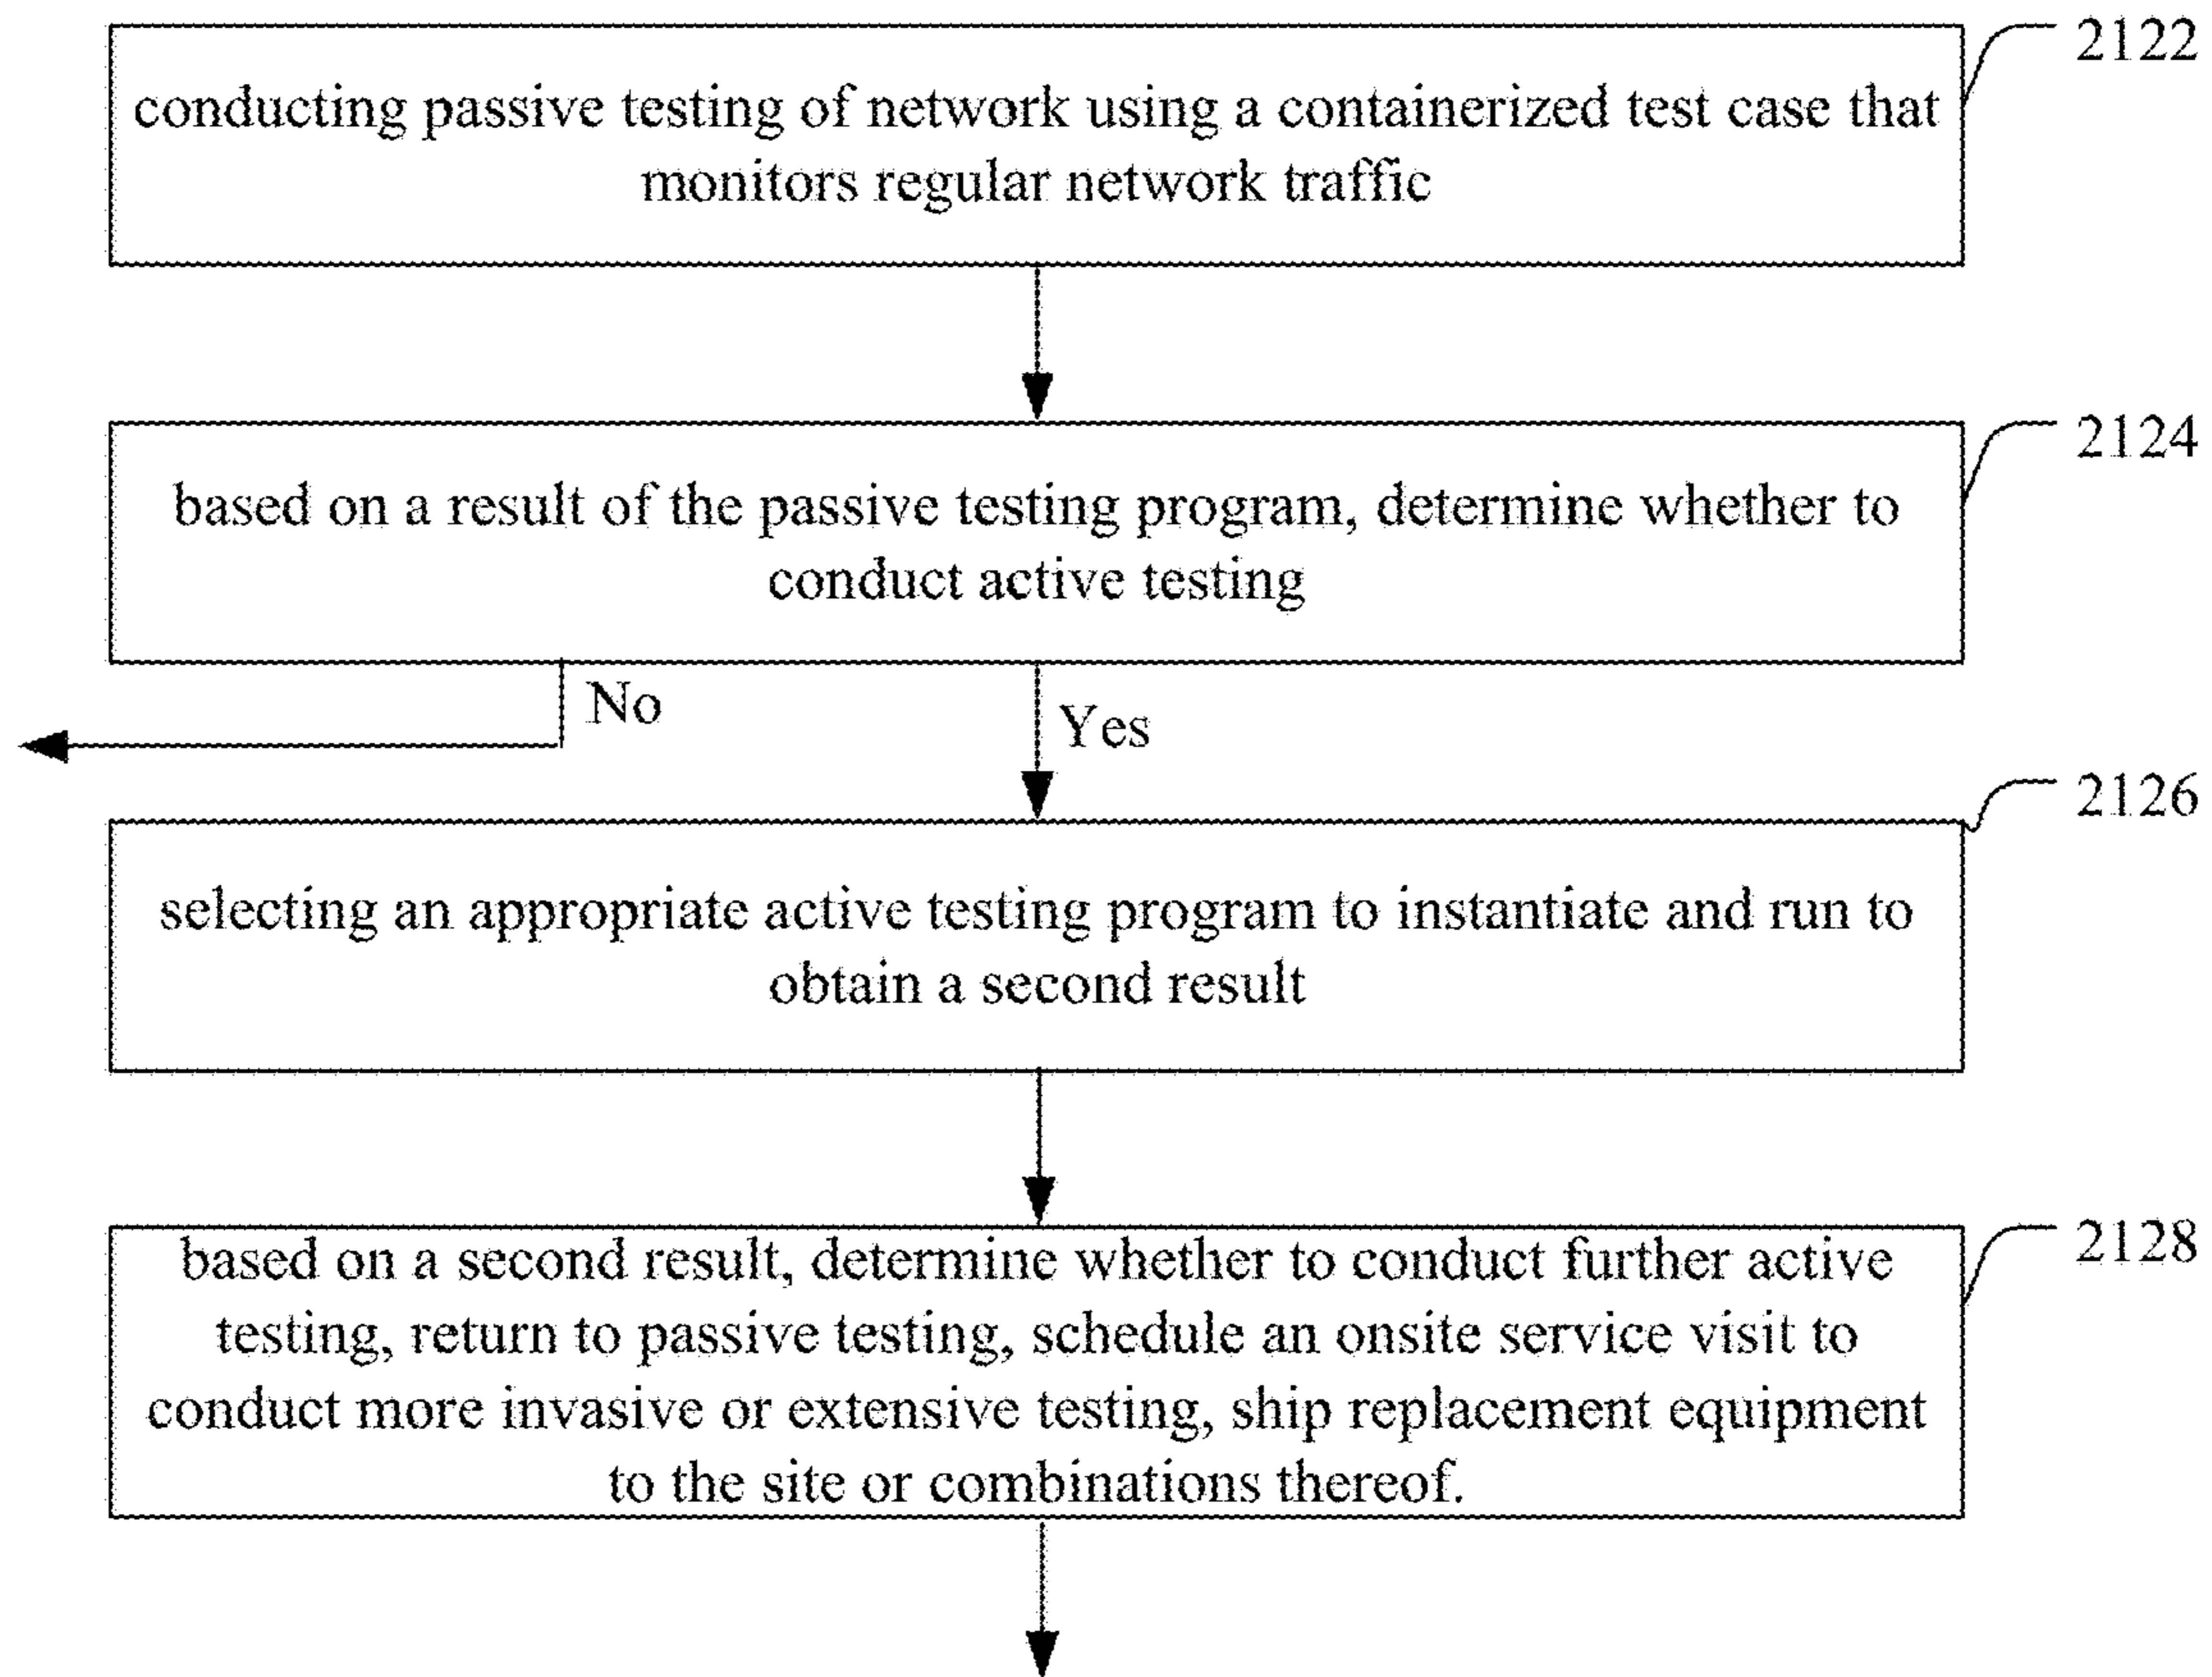 2122
conducting passive testing of network using a containerized test case that
monitors regular network traffic
2124
based on a result of the passive testing program, determine whether to
conduct active testing
No
Yes
2126
selecting an appropriate active testing program to instantiate and run to
obtain a second result
2128
based on a second result, determine whether to conduct further active
testing, return to passive testing, schedule an onsite service visit to
conduct more invasive or extensive testing, ship replacement equipment
to the site or combinations thereof.